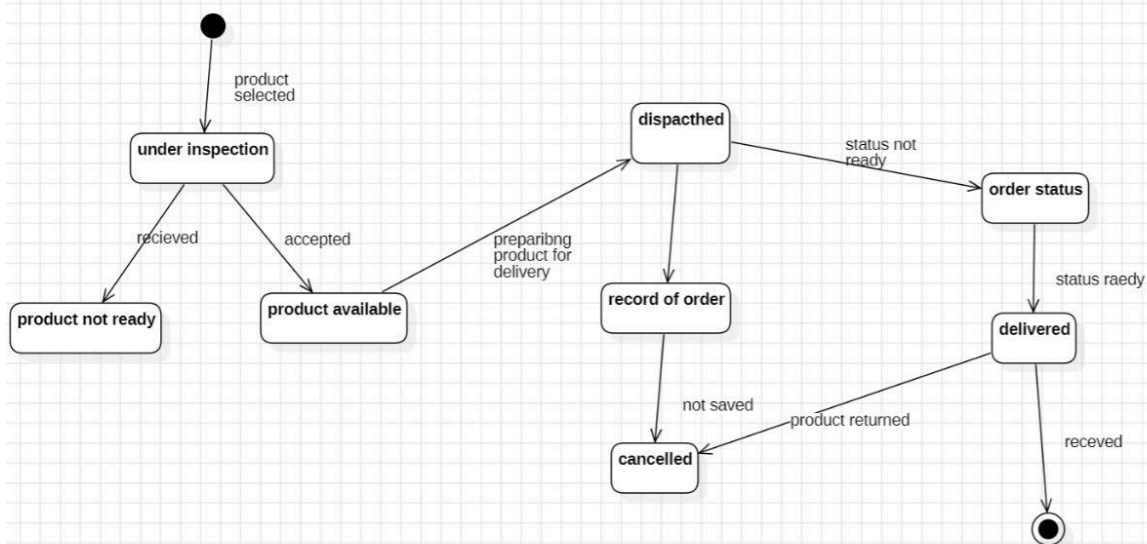 product
selected
under inspection
dispacthed
status not
ready
order status
recieved
accepted
preparibng
product for
delivery
product not ready
product available
record of order
status raedy
delivered
not saved
product returned
cancelled
receved